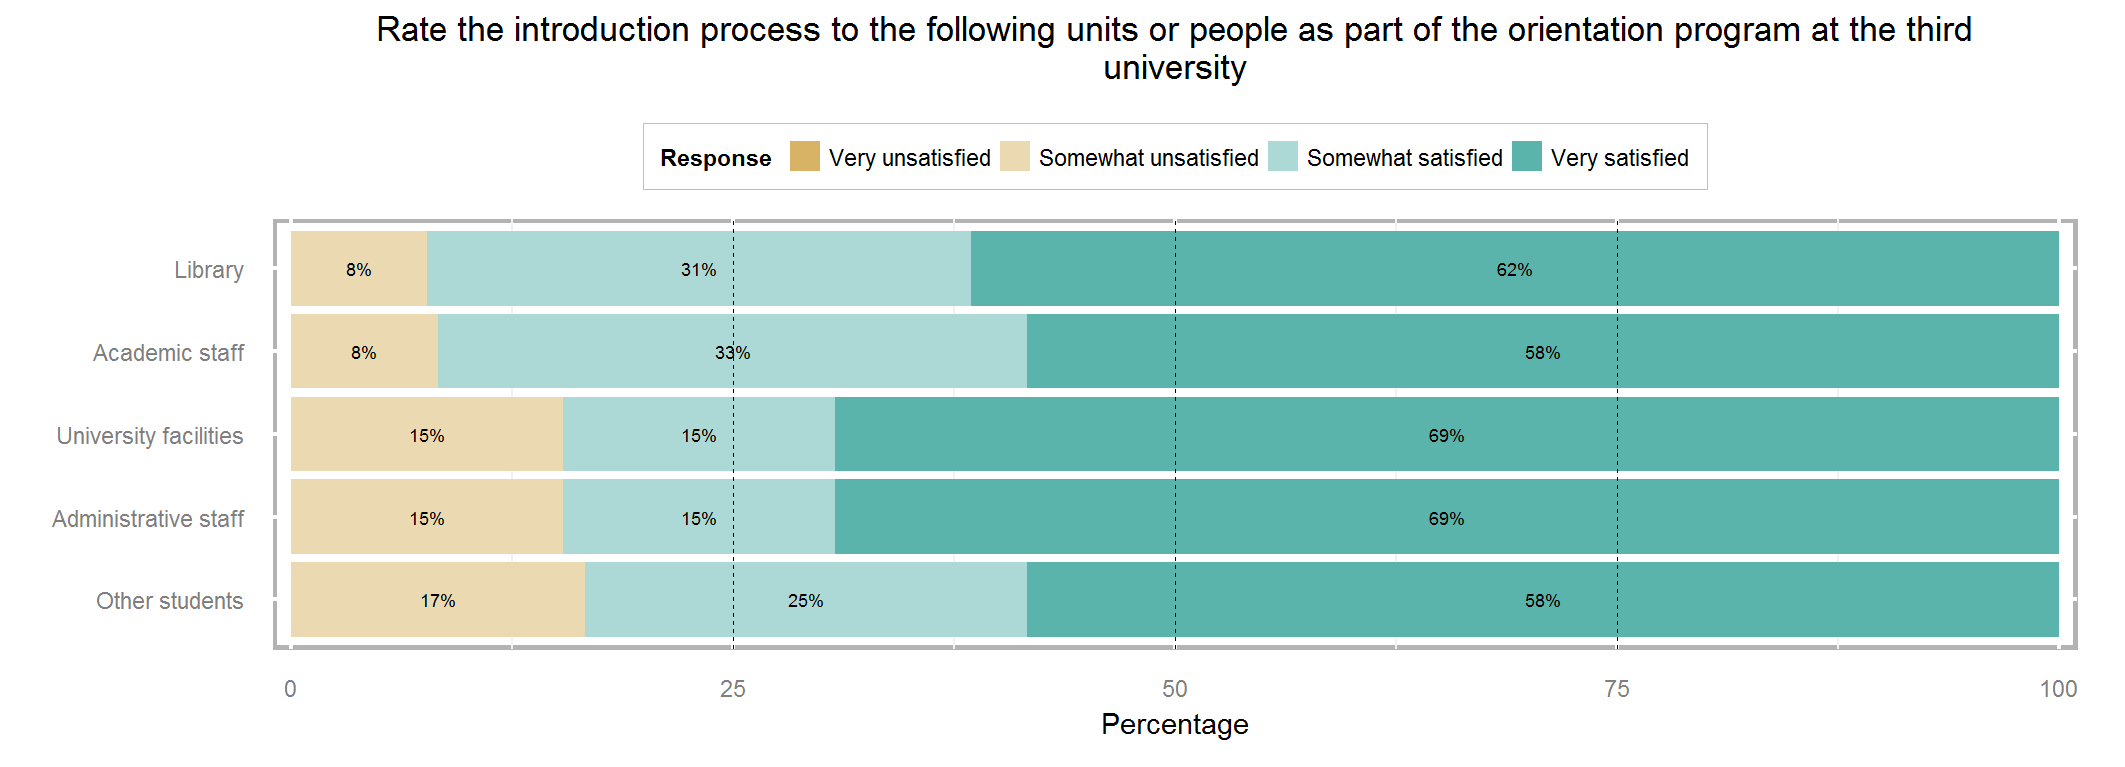 Rate the introduction process to the following units or people as part of the orientation program at the third
university
Response Very unsatisfied Somewhat unsatisfied Somewhat satisfied Very satisfied
Library 8% 31% 62%
Academic staff 8% 33% 58%
University facilities 15% 15% 69%
Administrative staff 15% 15% 69%
Other students 17% 25% 58%
0 25 50 75 100
Percentage